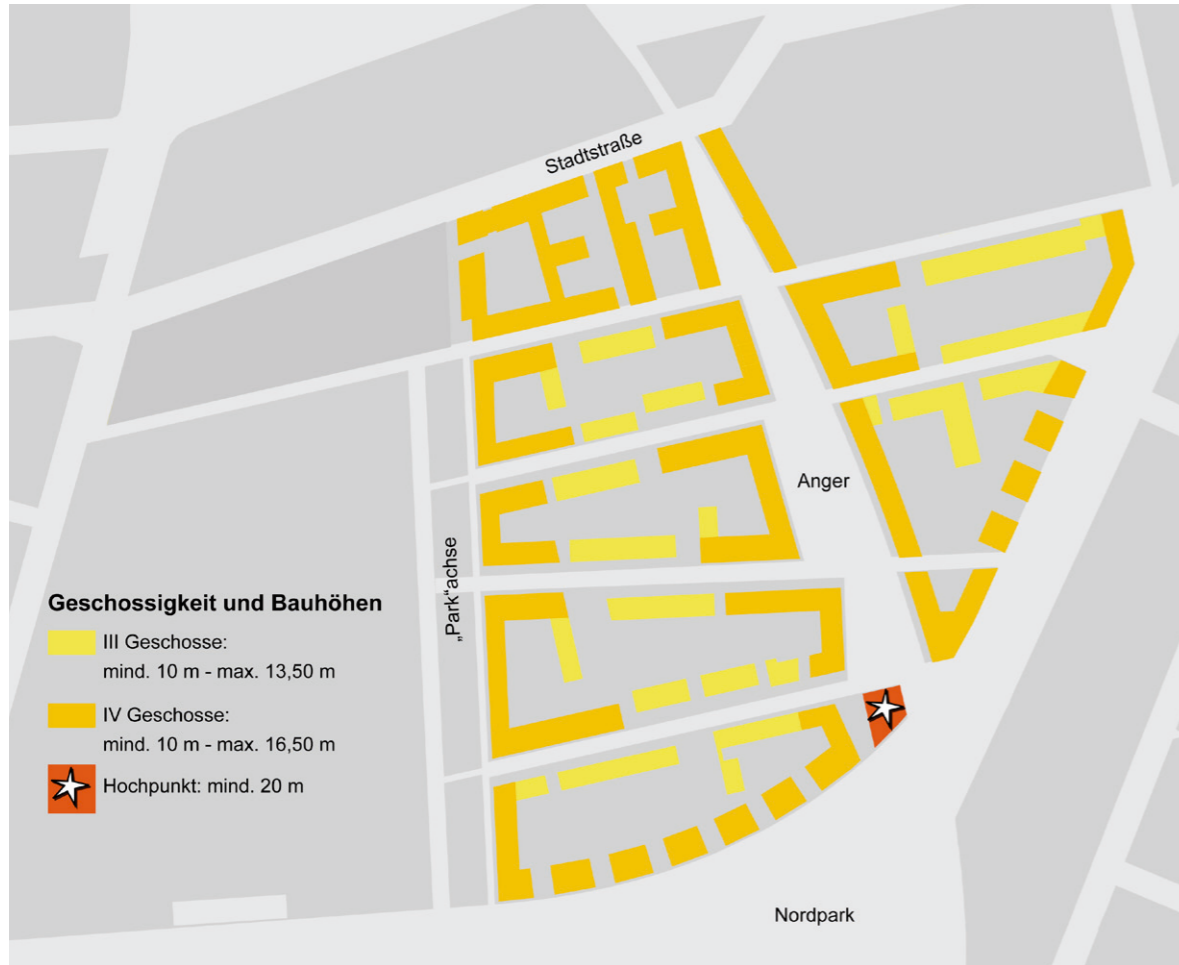 Stadtstraße
Anger
„Park“achse
Geschossigkeit und Bauhöhen
III Geschosse:
mind. 10 m - max. 13,50 m
IV Geschosse:
mind. 10 m - max. 16,50 m
Hochpunkt: mind. 20 m
Nordpark